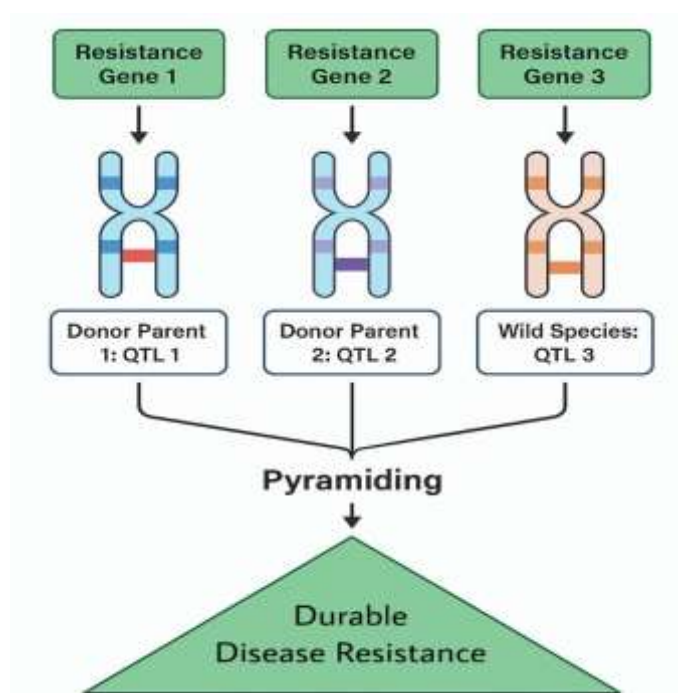 Resistance
Gene 1
Resistance
Gene 2
Resistance
Gene 3
Donor Parent
1: QTL 1
Donor Parent
2: QTL 2
Wild Species:
QTL 3
Pyramiding
Durable
Disease Resistance